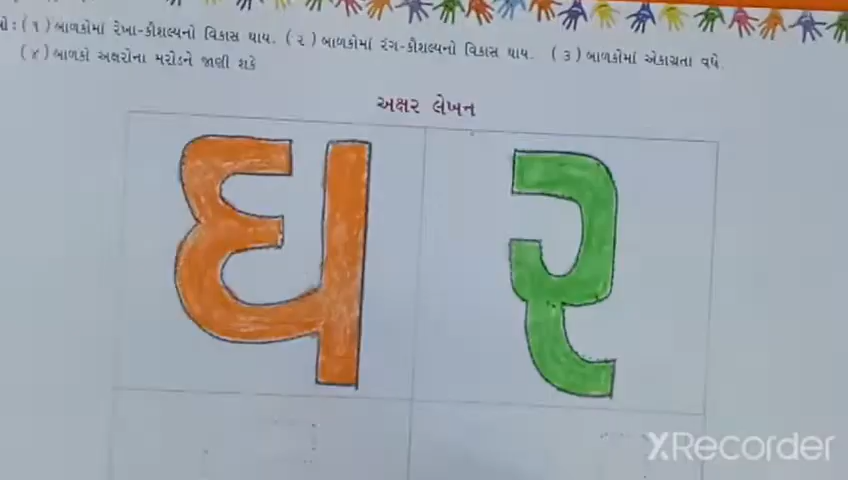 યો: (૧) બાળકોમાં રેખા-કૌશલ્યનો વિકાસ થાય. (૨) બાળકોમાં રંગ-કૌશલ્યનો વિકાસ થાય. (૩) બાળકોમાં એકાગ્રતા વધે.
(૪) બાળકો અક્ષરોના મરોડને જાણી શકે
અક્ષર લેખન
ઘ ર
XRecorder